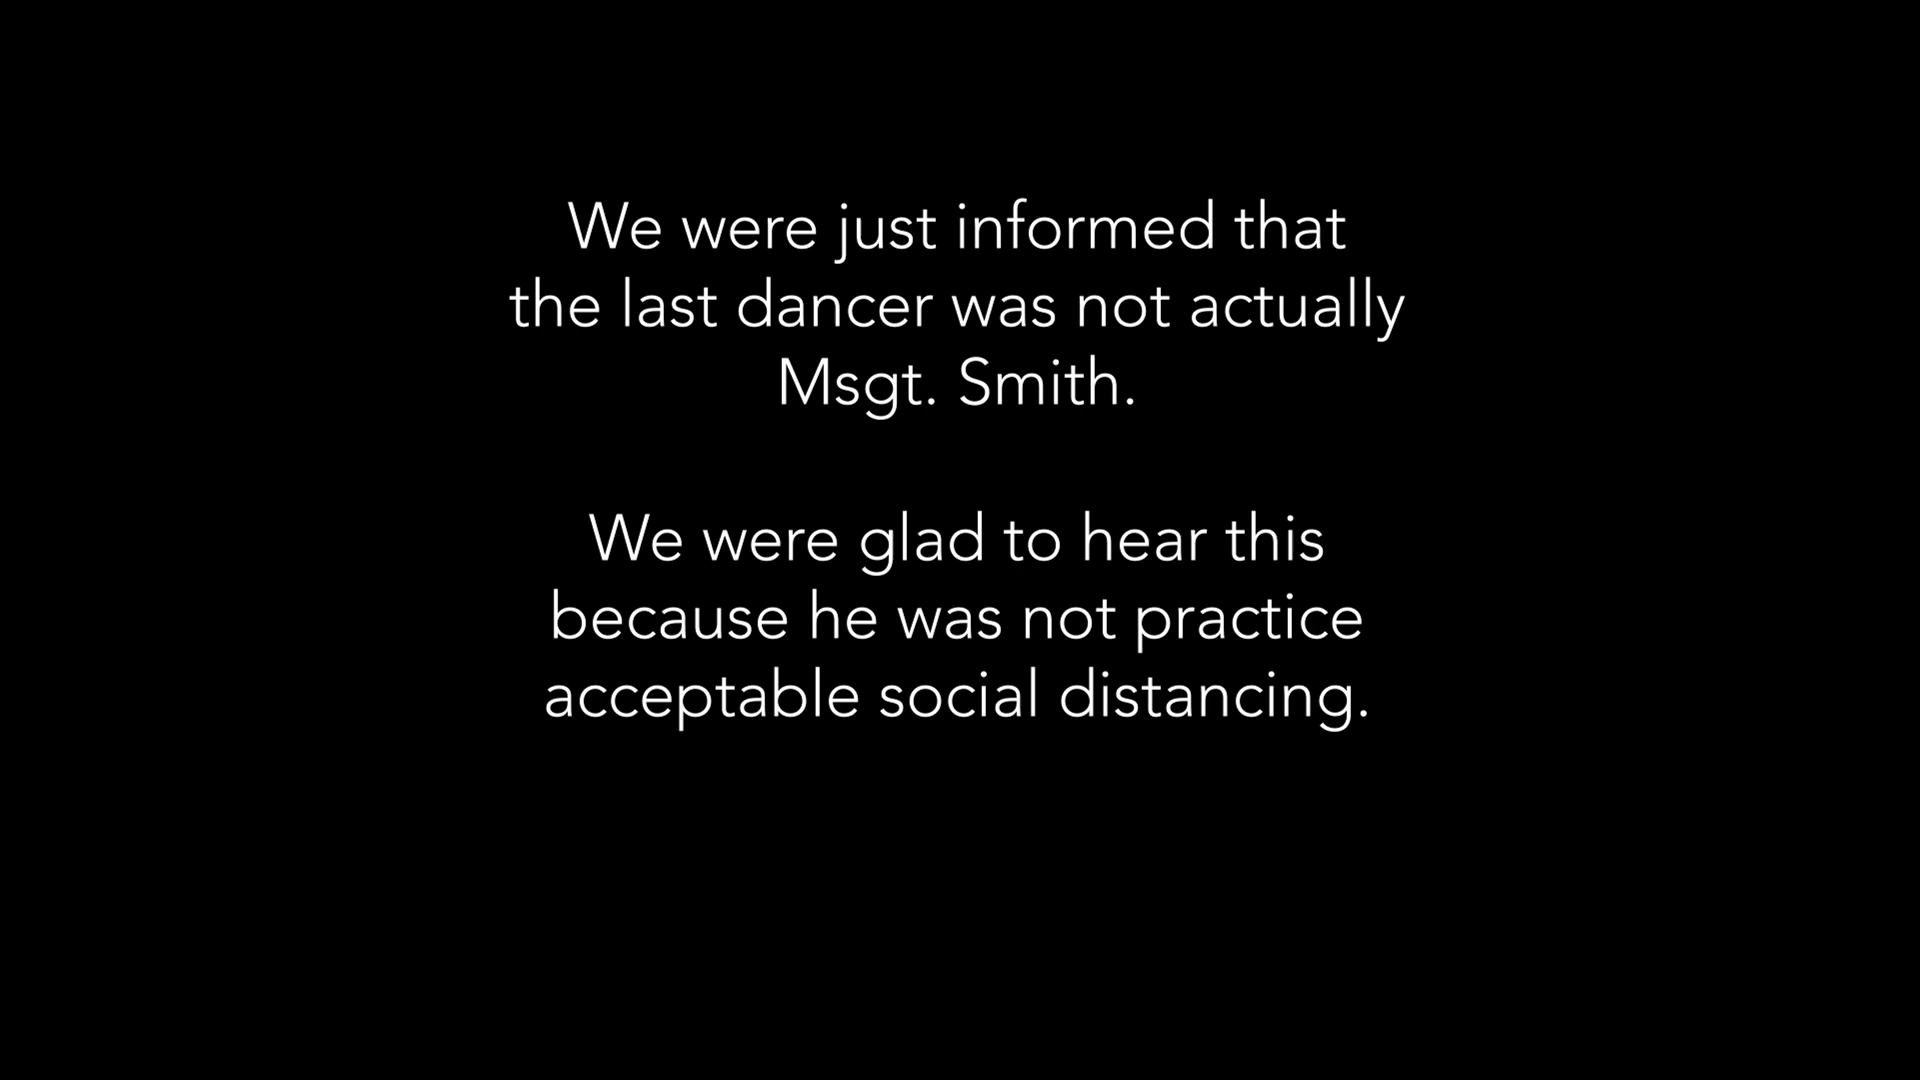 We were just informed that
the last dancer was not actually
Msgt. Smith.
We were glad to hear this
because he was not practice
acceptable social distancing.